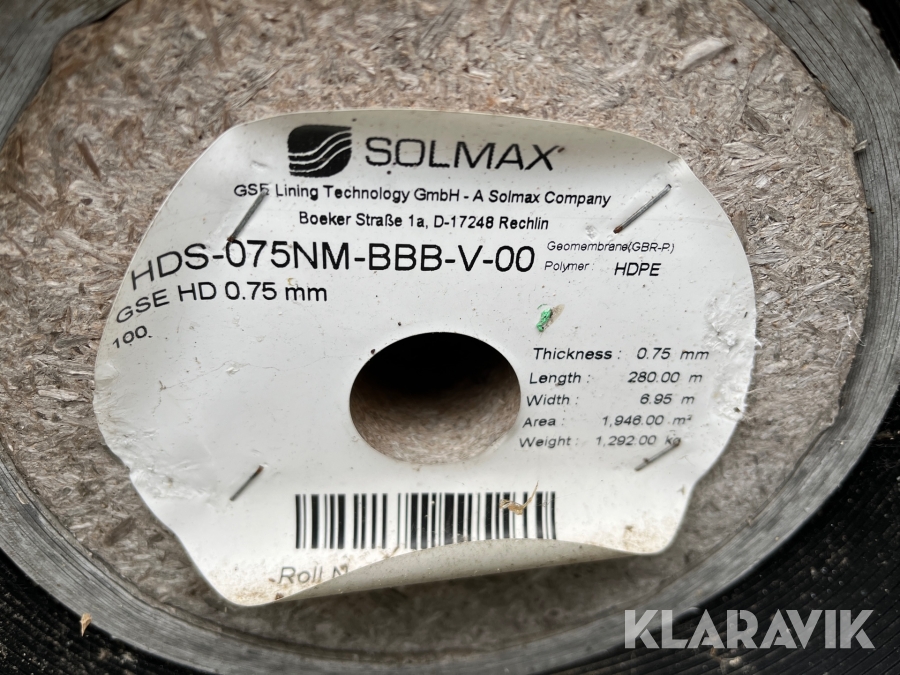 SOLMAX
GSE Lining Technology GmbH - A Solmax Company
Boeker Straße 1a, D-17248 Rechlin
HDS-075NM-BBB-V-00
Geomembrane(GBR-P)
Polymer : HDPE
GSE HD 0.75 mm
100.
Thickness : 0.75 mm
Length : 280.00 m
Width : 6.95 m
Area : 1,946.00 m²
Weight : 1,292.00 kg
Roll
KLARAVIK